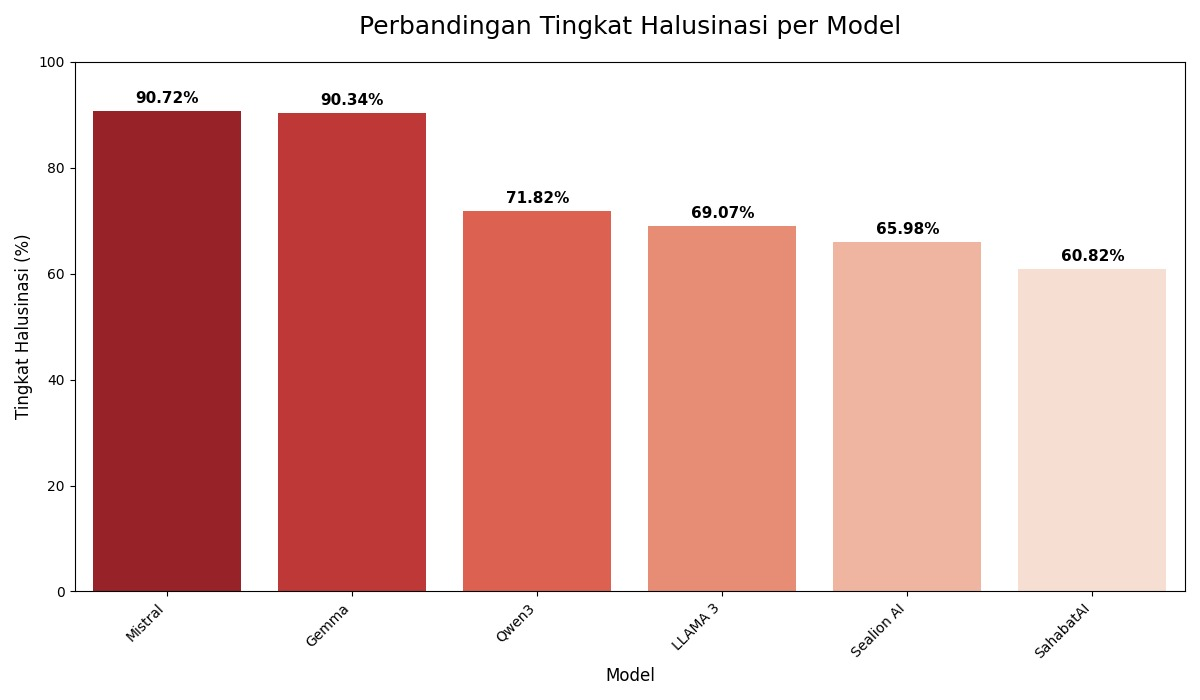 Perbandingan Tingkat Halusinasi per Model
Tingkat Halusinasi (%)
100
80
60
40
20
0
90.72%
90.34%
71.82%
69.07%
65.98%
60.82%
Mistral
Gemma
Qwen3
LLAMA 3
Sealion AI
SahabatAI
Model